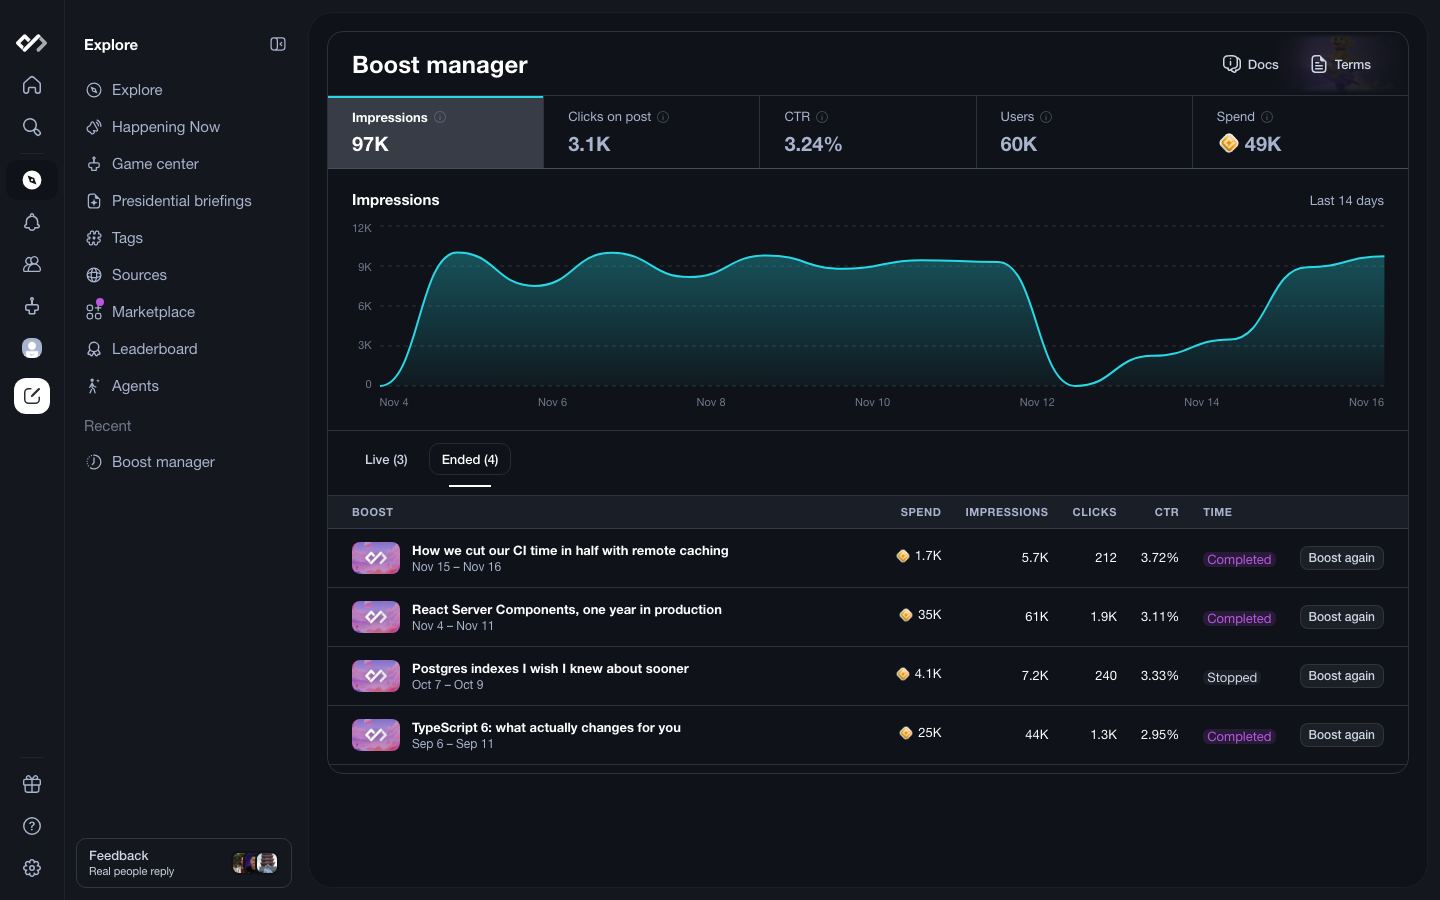 Explore
Explore
Happening Now
Game center
Presidential briefings
Tags
Sources
Marketplace
Leaderboard
Agents
Recent
Boost manager
Feedback
Real people reply
Boost manager
Docs
Terms
Impressions
97K
Clicks on post
3.1K
CTR
3.24%
Users
60K
Spend
49K
Impressions
Last 14 days
12K
9K
6K
3K
0
Nov 4
Nov 6
Nov 8
Nov 10
Nov 12
Nov 14
Nov 16
Live (3)
Ended (4)
BOOST SPEND IMPRESSIONS CLICKS CTR TIME
How we cut our CI time in half with remote caching
Nov 15 – Nov 16
1.7K 5.7K 212 3.72% Completed Boost again
React Server Components, one year in production
Nov 4 – Nov 11
35K 61K 1.9K 3.11% Completed Boost again
Postgres indexes I wish I knew about sooner
Oct 7 – Oct 9
4.1K 7.2K 240 3.33% Stopped Boost again
TypeScript 6: what actually changes for you
Sep 6 – Sep 11
25K 44K 1.3K 2.95% Completed Boost again